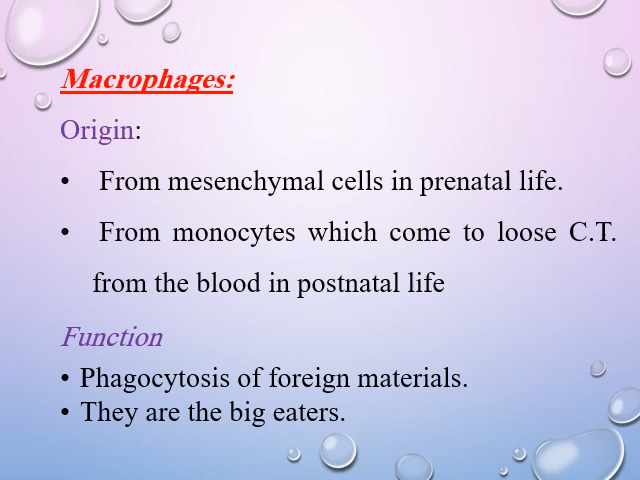 Macrophages:
Origin:
• From mesenchymal cells in prenatal life.
• From monocytes which come to loose C.T.
from the blood in postnatal life
Function
• Phagocytosis of foreign materials.
• They are the big eaters.